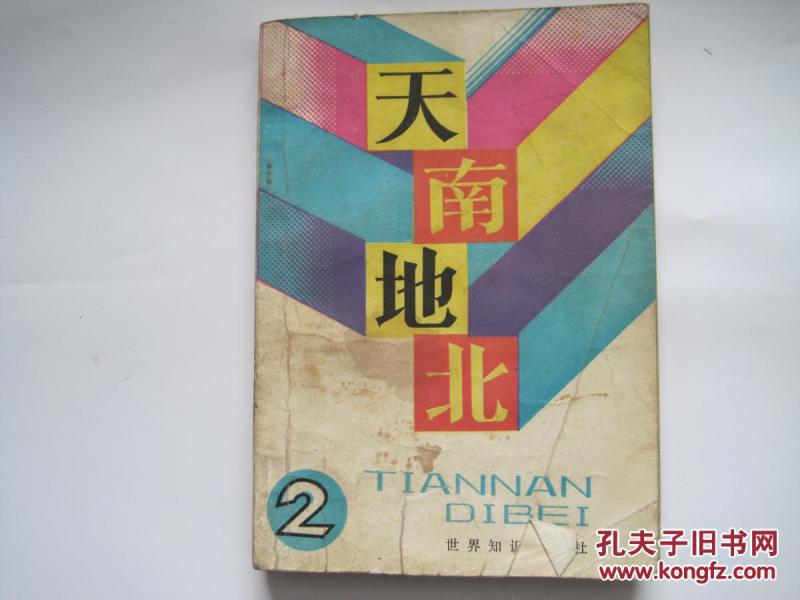 天
南
地
北
2
TIANNAN
DIBEI
世界知识 社
孔夫子旧书网
www.kongfz.com